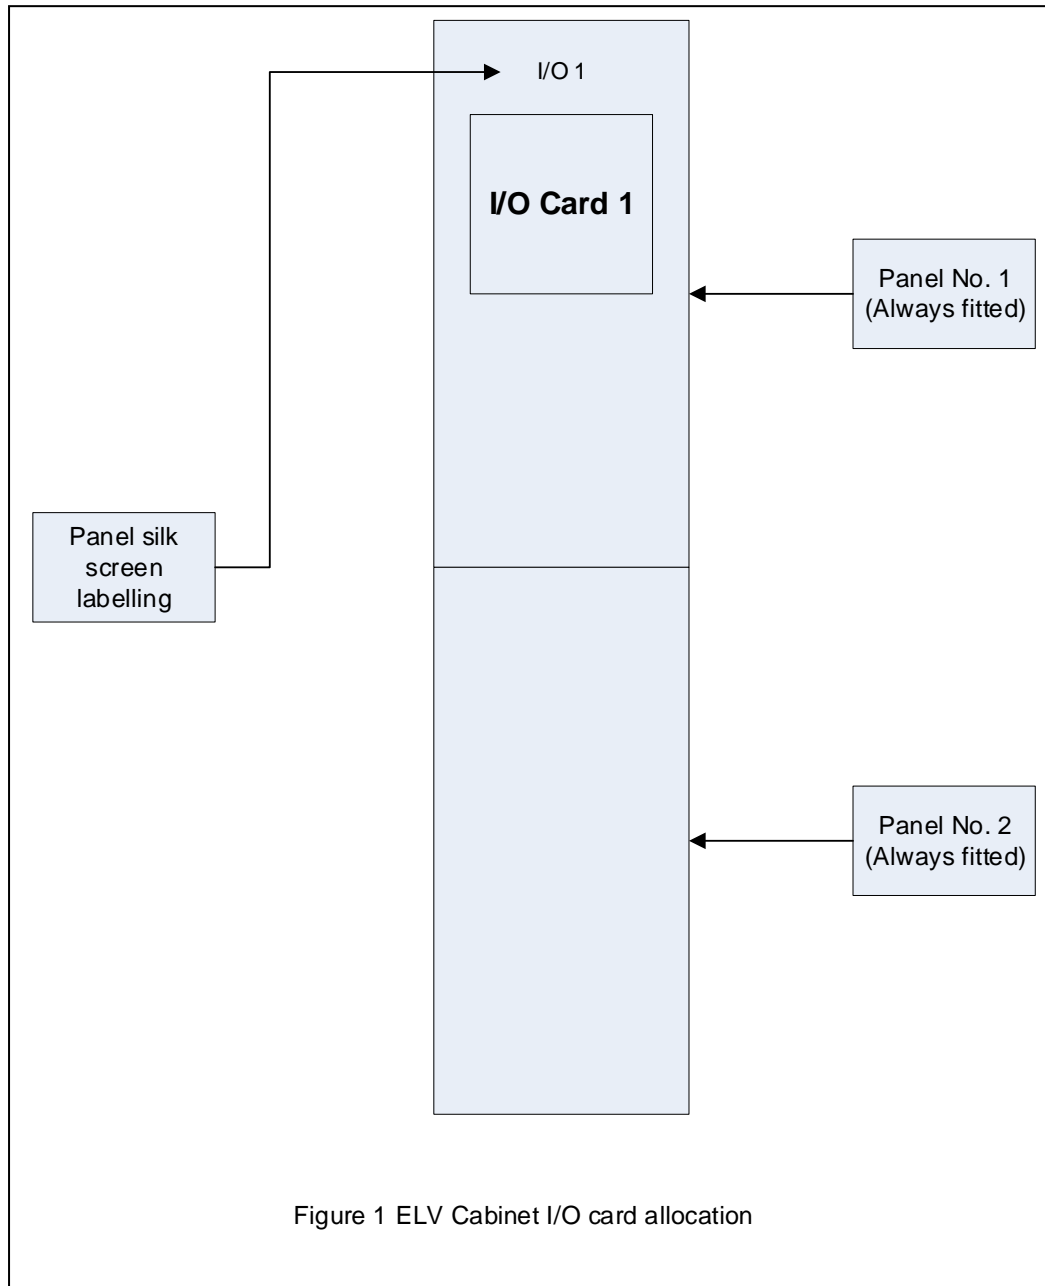 I/O 1
I/O Card 1
Panel No. 1
(Always fitted)
Panel silk
screen
labelling
Panel No. 2
(Always fitted)
Figure 1 ELV Cabinet I/O card allocation